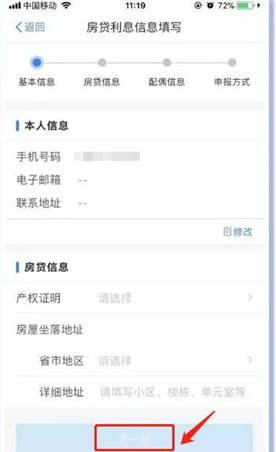 中国移动 11:19 72%
返回 房贷利息信息填写
基本信息 房贷信息 配偶信息 申报方式
本人信息
手机号码
电子邮箱 --
联系地址 --
修改
房贷信息
产权证明 请选择
房屋坐落地址
省市地区 请选择
详细地址 请填写小区、楼栋、单元室等
下一步